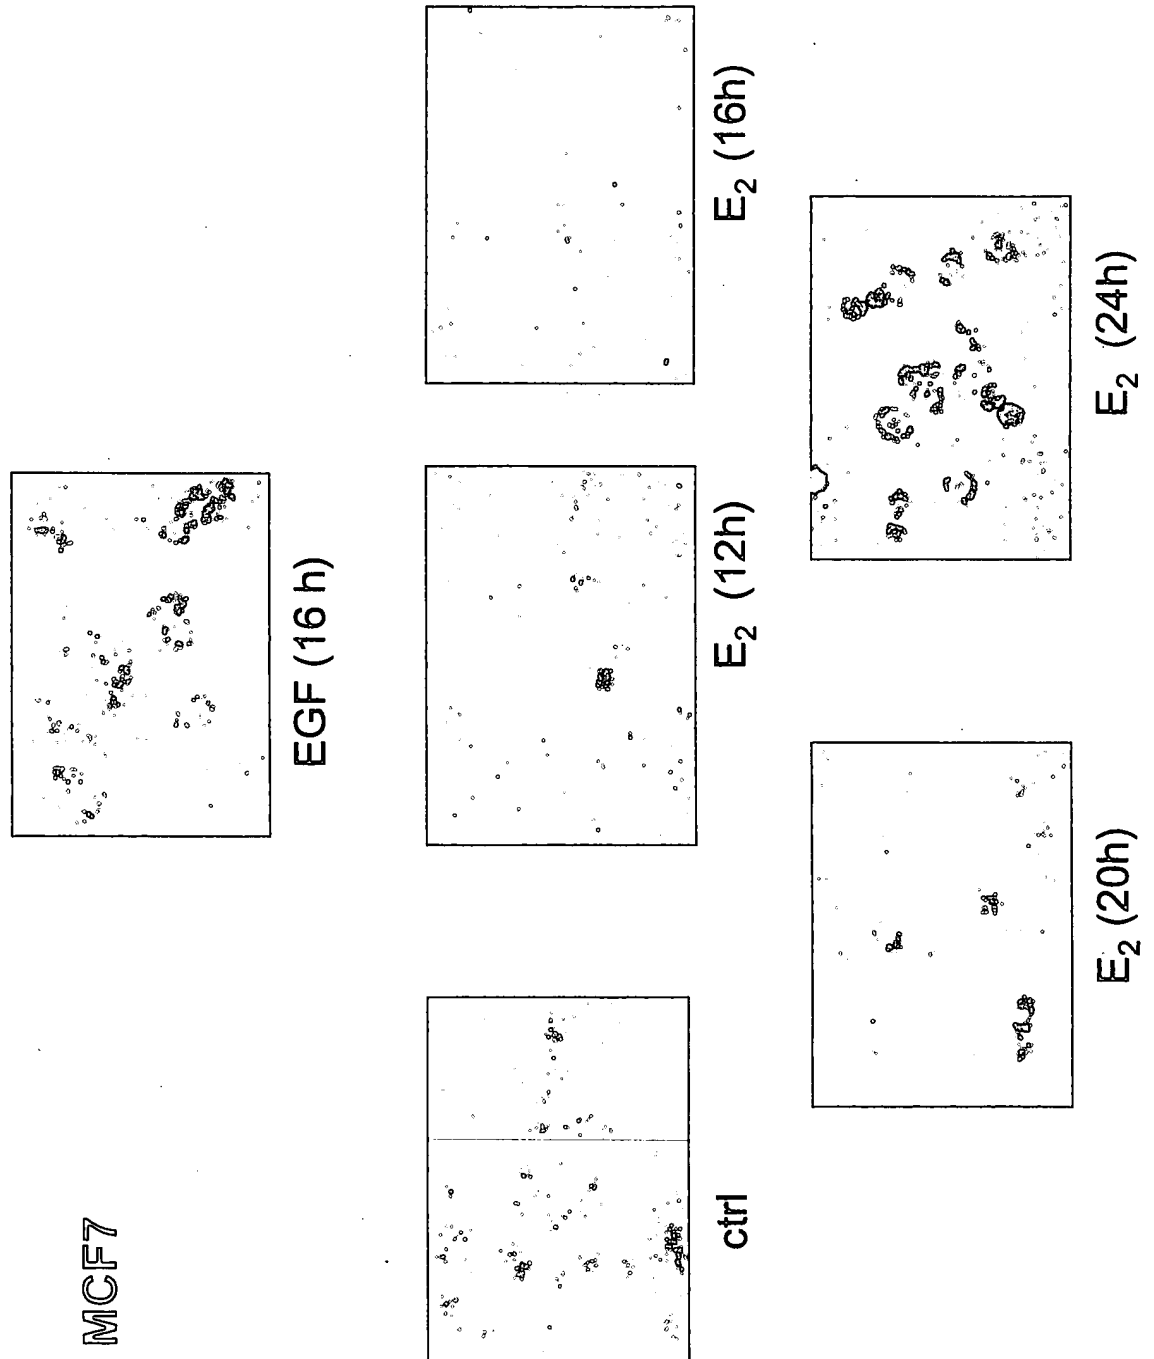 MCF7
EGF (16 h)
ctrl
E₂ (12h)
E₂ (16h)
E₂ (20h)
E₂ (24h)